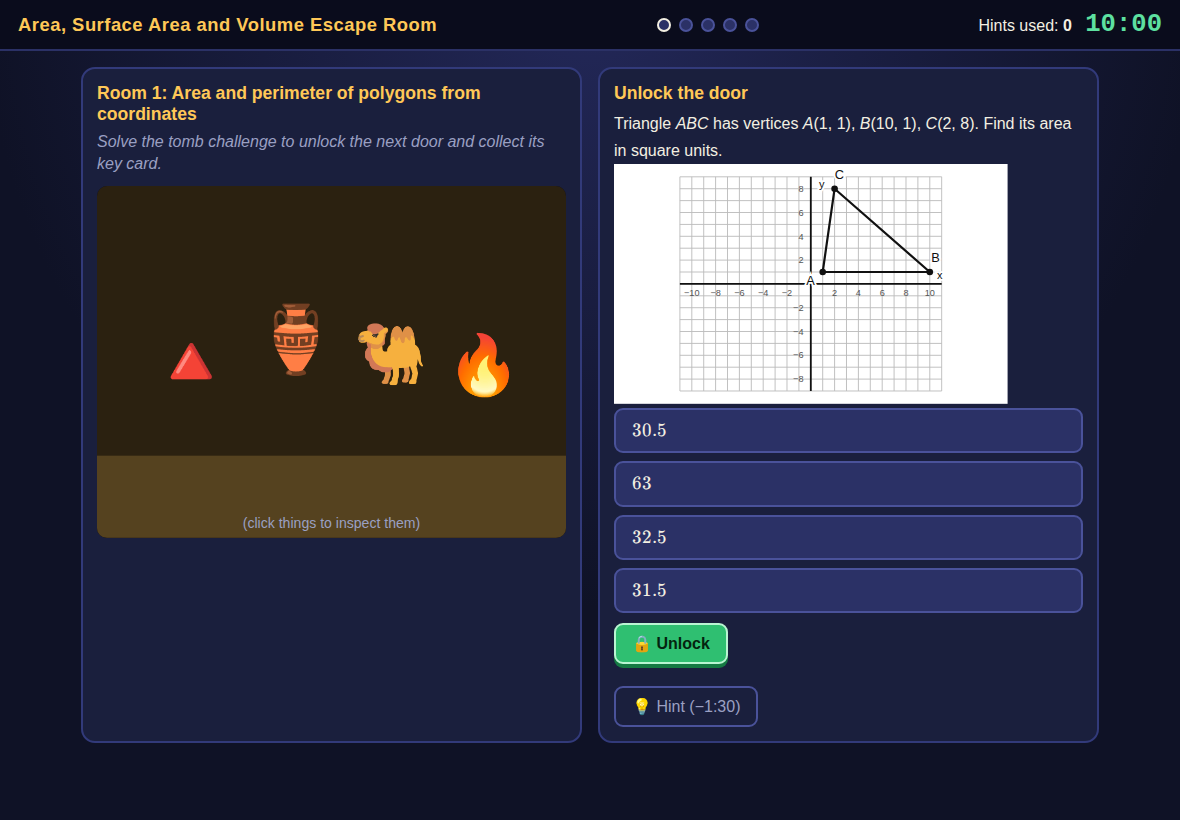 Area, Surface Area and Volume Escape Room
Hints used: 0 10:00
Room 1: Area and perimeter of polygons from
coordinates
Solve the tomb challenge to unlock the next door and collect its
key card.
(click things to inspect them)
Unlock the door
Triangle ABC has vertices A(1, 1), B(10, 1), C(2, 8). Find its area
in square units.
C
y
8
6
4
2
B
x
A
−10 −8 −6 −4 −2 2 4 6 8 10
−2
−4
−6
−8
30.5
63
32.5
31.5
🔒 Unlock
💡 Hint (−1:30)